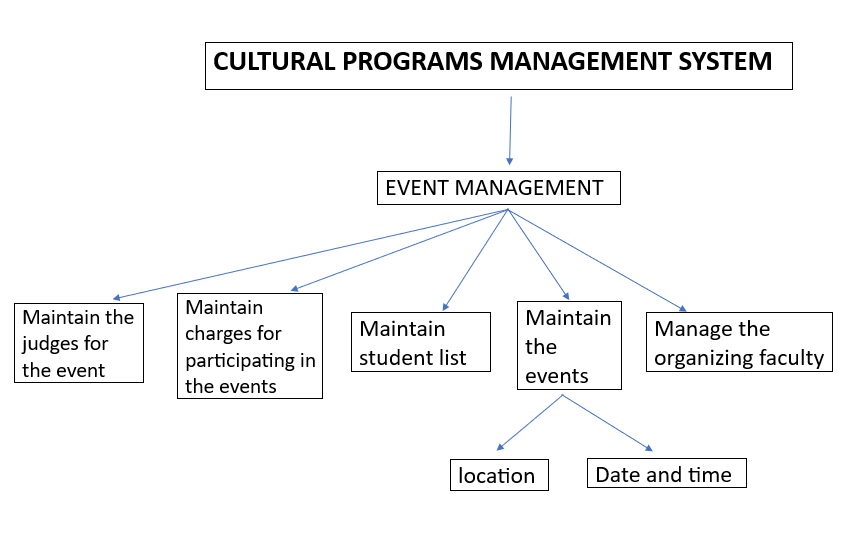 CULTURAL PROGRAMS MANAGEMENT SYSTEM
EVENT MANAGEMENT
Maintain the
judges for
the event
Maintain
charges for
participating in
the events
Maintain
student list
Maintain
the
events
Manage the
organizing faculty
location
Date and time